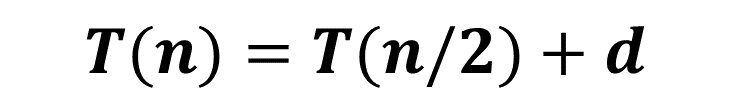 T(n) = T(n/2) + d